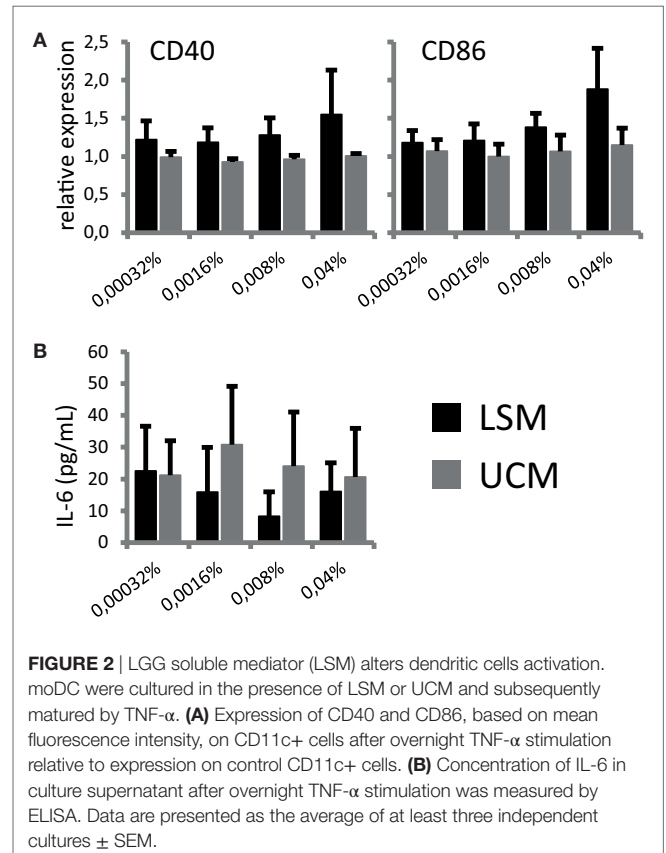 A
2,5
CD40
CD86
2,0
1,5
1,0
0,5
0,0
relative expression
0,00032%
0,0016%
0,008%
0,04%
0,00032%
0,0016%
0,008%
0,04%
B
60
50
40
30
20
10
0
IL-6 (pg/mL)
LSM
UCM
0,00032%
0,0016%
0,008%
0,04%
FIGURE 2 | LGG soluble mediator (LSM) alters dendritic cells activation.
moDC were cultured in the presence of LSM or UCM and subsequently
matured by TNF-α. (A) Expression of CD40 and CD86, based on mean
fluorescence intensity, on CD11c+ cells after overnight TNF-α stimulation
relative to expression on control CD11c+ cells. (B) Concentration of IL-6 in
culture supernatant after overnight TNF-α stimulation was measured by
ELISA. Data are presented as the average of at least three independent
cultures ± SEM.